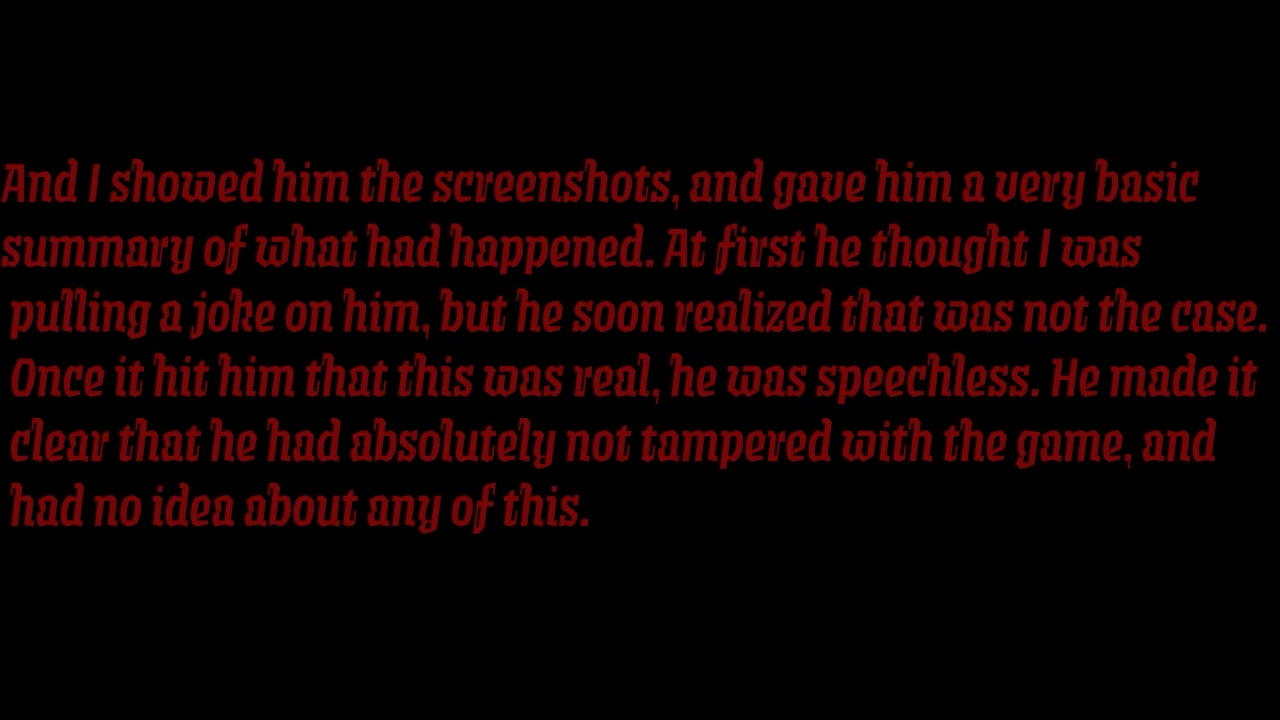 And I showed him the screenshots, and gave him a very basic
summary of what had happened. At first he thought I was
pulling a joke on him, but he soon realized that was not the case.
Once it hit him that this was real, he was speechless. He made it
clear that he had absolutely not tampered with the game, and
had no idea about any of this.